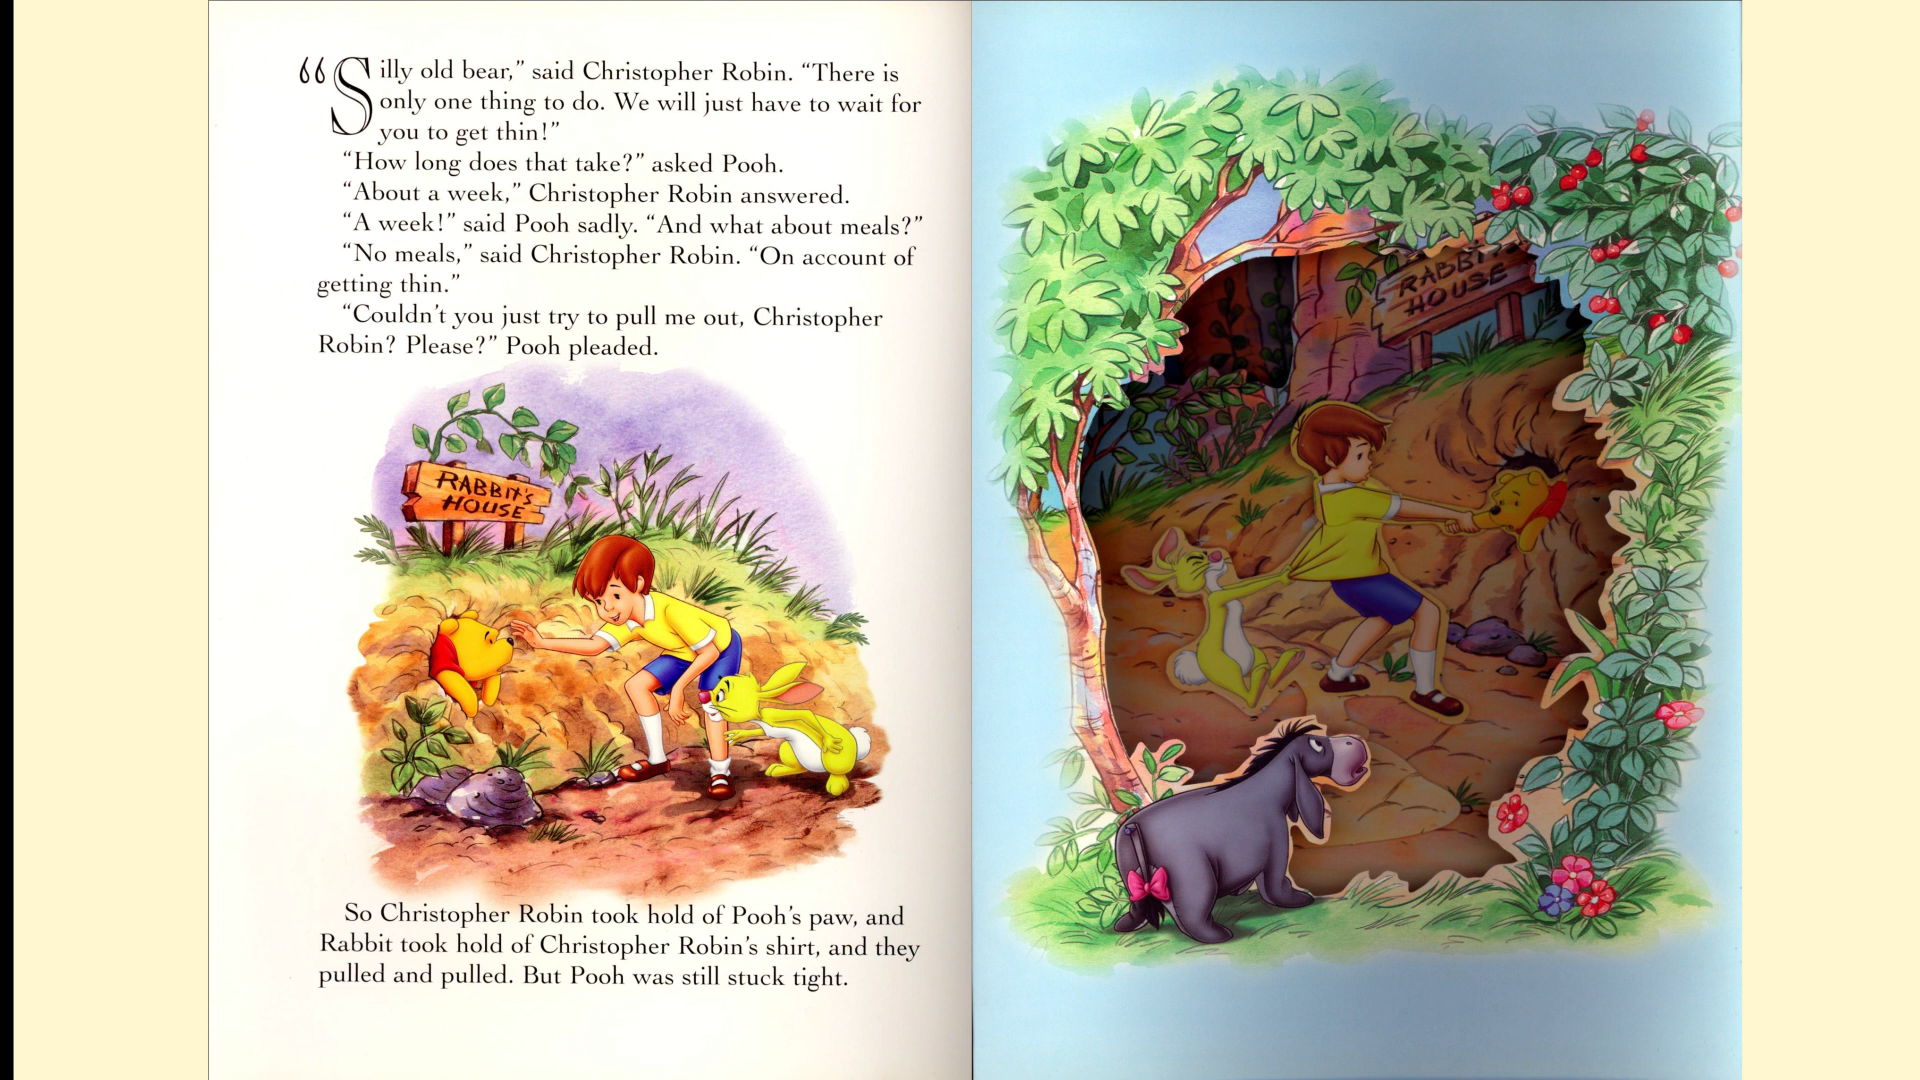 “Silly old bear,” said Christopher Robin. “There is
only one thing to do. We will just have to wait for
you to get thin!”
“How long does that take?” asked Pooh.
“About a week,” Christopher Robin answered.
“A week!” said Pooh sadly. “And what about meals?”
“No meals,” said Christopher Robin. “On account of
getting thin.”
“Couldn’t you just try to pull me out, Christopher
Robin? Please?” Pooh pleaded.
RABBIT’S
HOUSE
So Christopher Robin took hold of Pooh’s paw, and
Rabbit took hold of Christopher Robin’s shirt, and they
pulled and pulled. But Pooh was still stuck tight.
RABBIT’S
HOUSE